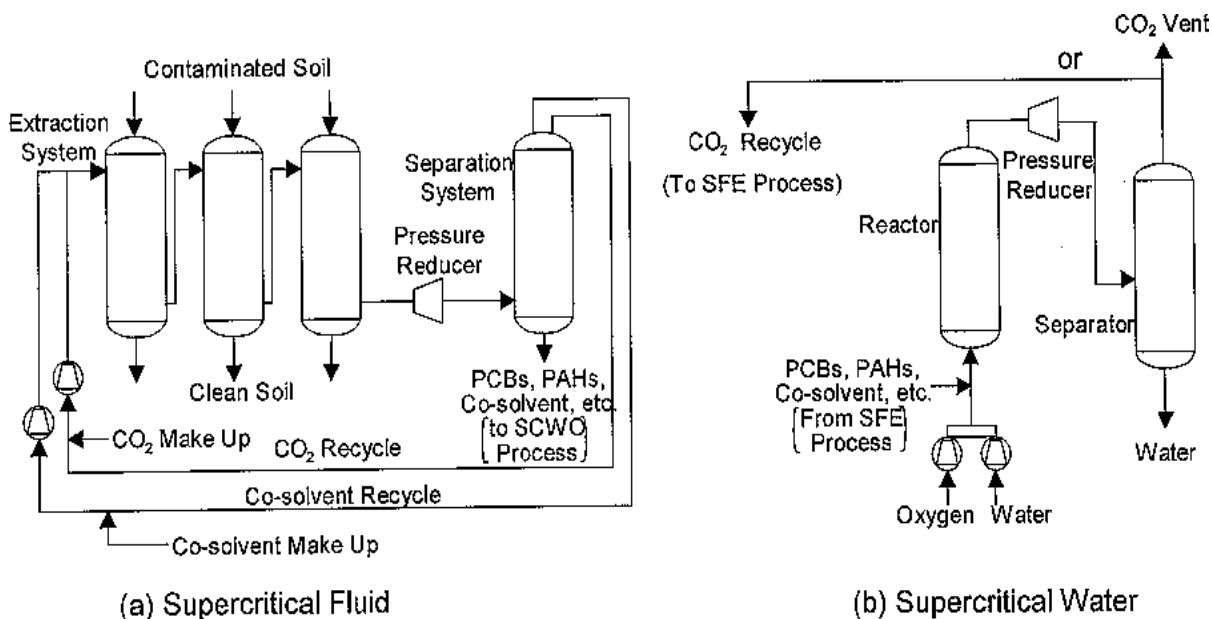 Contaminated Soil
Extraction
System
Separation
System
Pressure
Reducer
Clean Soil
PCBs, PAHs,
Co-solvent, etc.
(to SCWO
Process)
CO₂ Make Up
CO₂ Recycle
Co-solvent Recycle
Co-solvent Make Up
(a) Supercritical Fluid
CO₂ Vent
or
CO₂ Recycle
(To SFE Process)
Pressure
Reducer
Reactor
Separator
PCBs, PAHs,
Co-solvent, etc.
(From SFE
Process)
Oxygen
Water
Water
(b) Supercritical Water